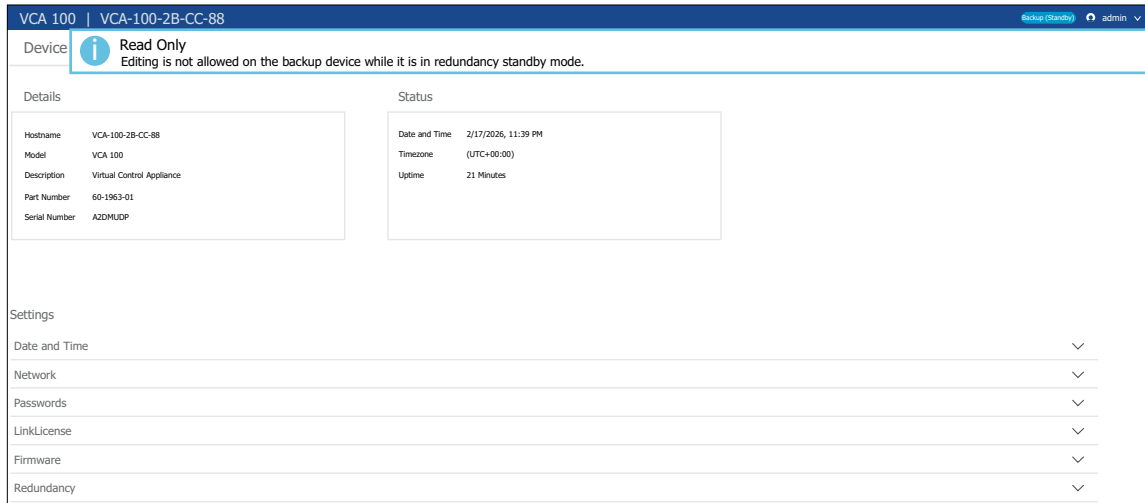 VCA 100 | VCA-100-2B-CC-88
Backup (Standby) admin
Device
Read Only
Editing is not allowed on the backup device while it is in redundancy standby mode.
Details
Hostname VCA-100-2B-CC-88
Model VCA 100
Description Virtual Control Appliance
Part Number 60-1963-01
Serial Number A2DMUDP
Status
Date and Time 2/17/2026, 11:39 PM
Timezone (UTC+00:00)
Uptime 21 Minutes
Settings
Date and Time
Network
Passwords
LinkLicense
Firmware
Redundancy